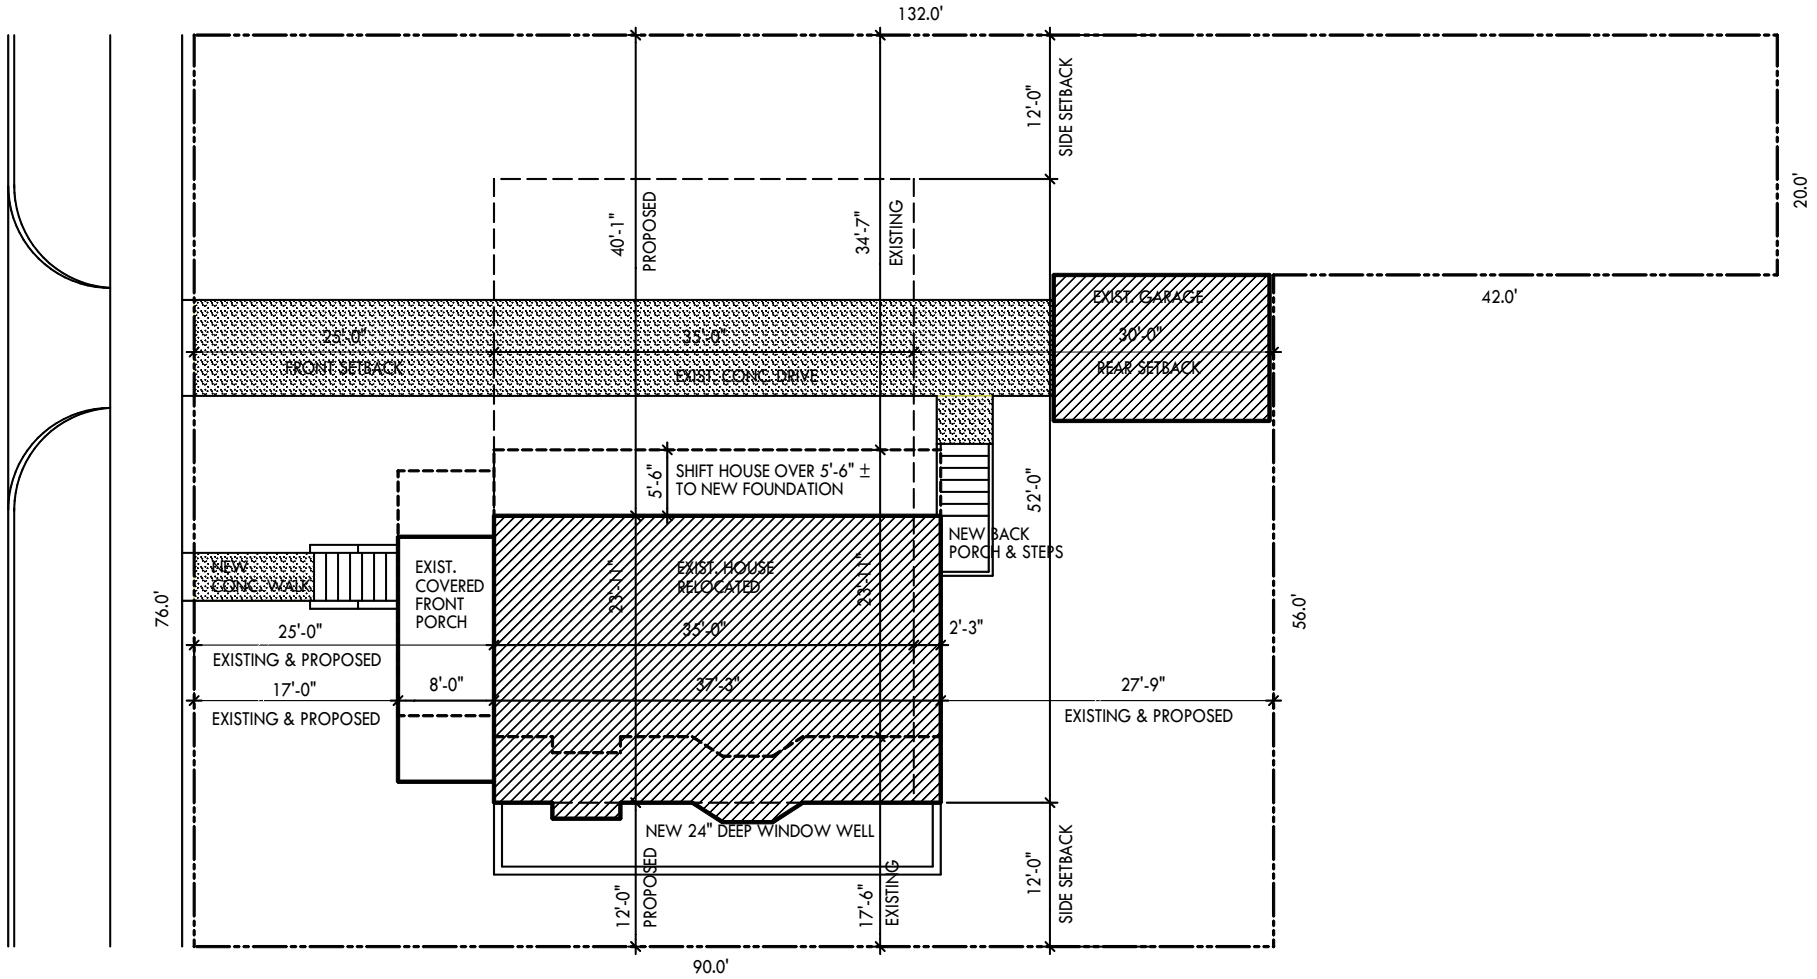 132.0'
12'-0"
SIDE SETBACK
20.0'
40'-1"
PROPOSED
34'-7"
EXISTING
EXIST. GARAGE
42.0'
25'-0"
35'-0"
30'-0"
FRONT SETBACK
EXIST. CONC. DRIVE
REAR SETBACK
5'-6"
SHIFT HOUSE OVER 5'-6" ±
TO NEW FOUNDATION
52'-0"
NEW BACK
PORCH & STEPS
NEW
CONC. WALK
EXIST.
COVERED
FRONT
PORCH
23'-11"
EXIST. HOUSE
RELOCATED
23'-11"
76.0'
56.0'
25'-0"
35'-0"
2'-3"
EXISTING & PROPOSED
17'-0"
8'-0"
37'-3"
27'-9"
EXISTING & PROPOSED
EXISTING & PROPOSED
NEW 24" DEEP WINDOW WELL
12'-0"
PROPOSED
17'-6"
EXISTING
12'-0"
SIDE SETBACK
90.0'